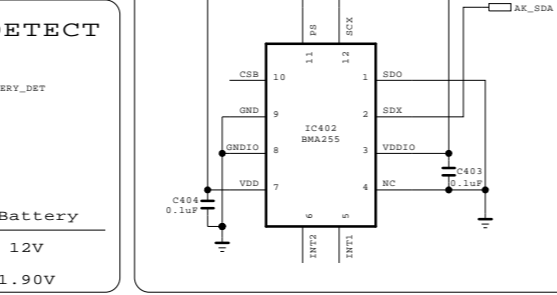 DETECT
ERY_DET
Battery
12V
1.90V
AK_SDA
PS
SCX
11
12
CSB
10
1
SDO
GND
9
2
SDX
IC402
BMA255
GNDIO
8
3
VDDIO
VDD
7
4
NC
C403
0.1uF
C404
0.1uF
6
5
INT2
INT1